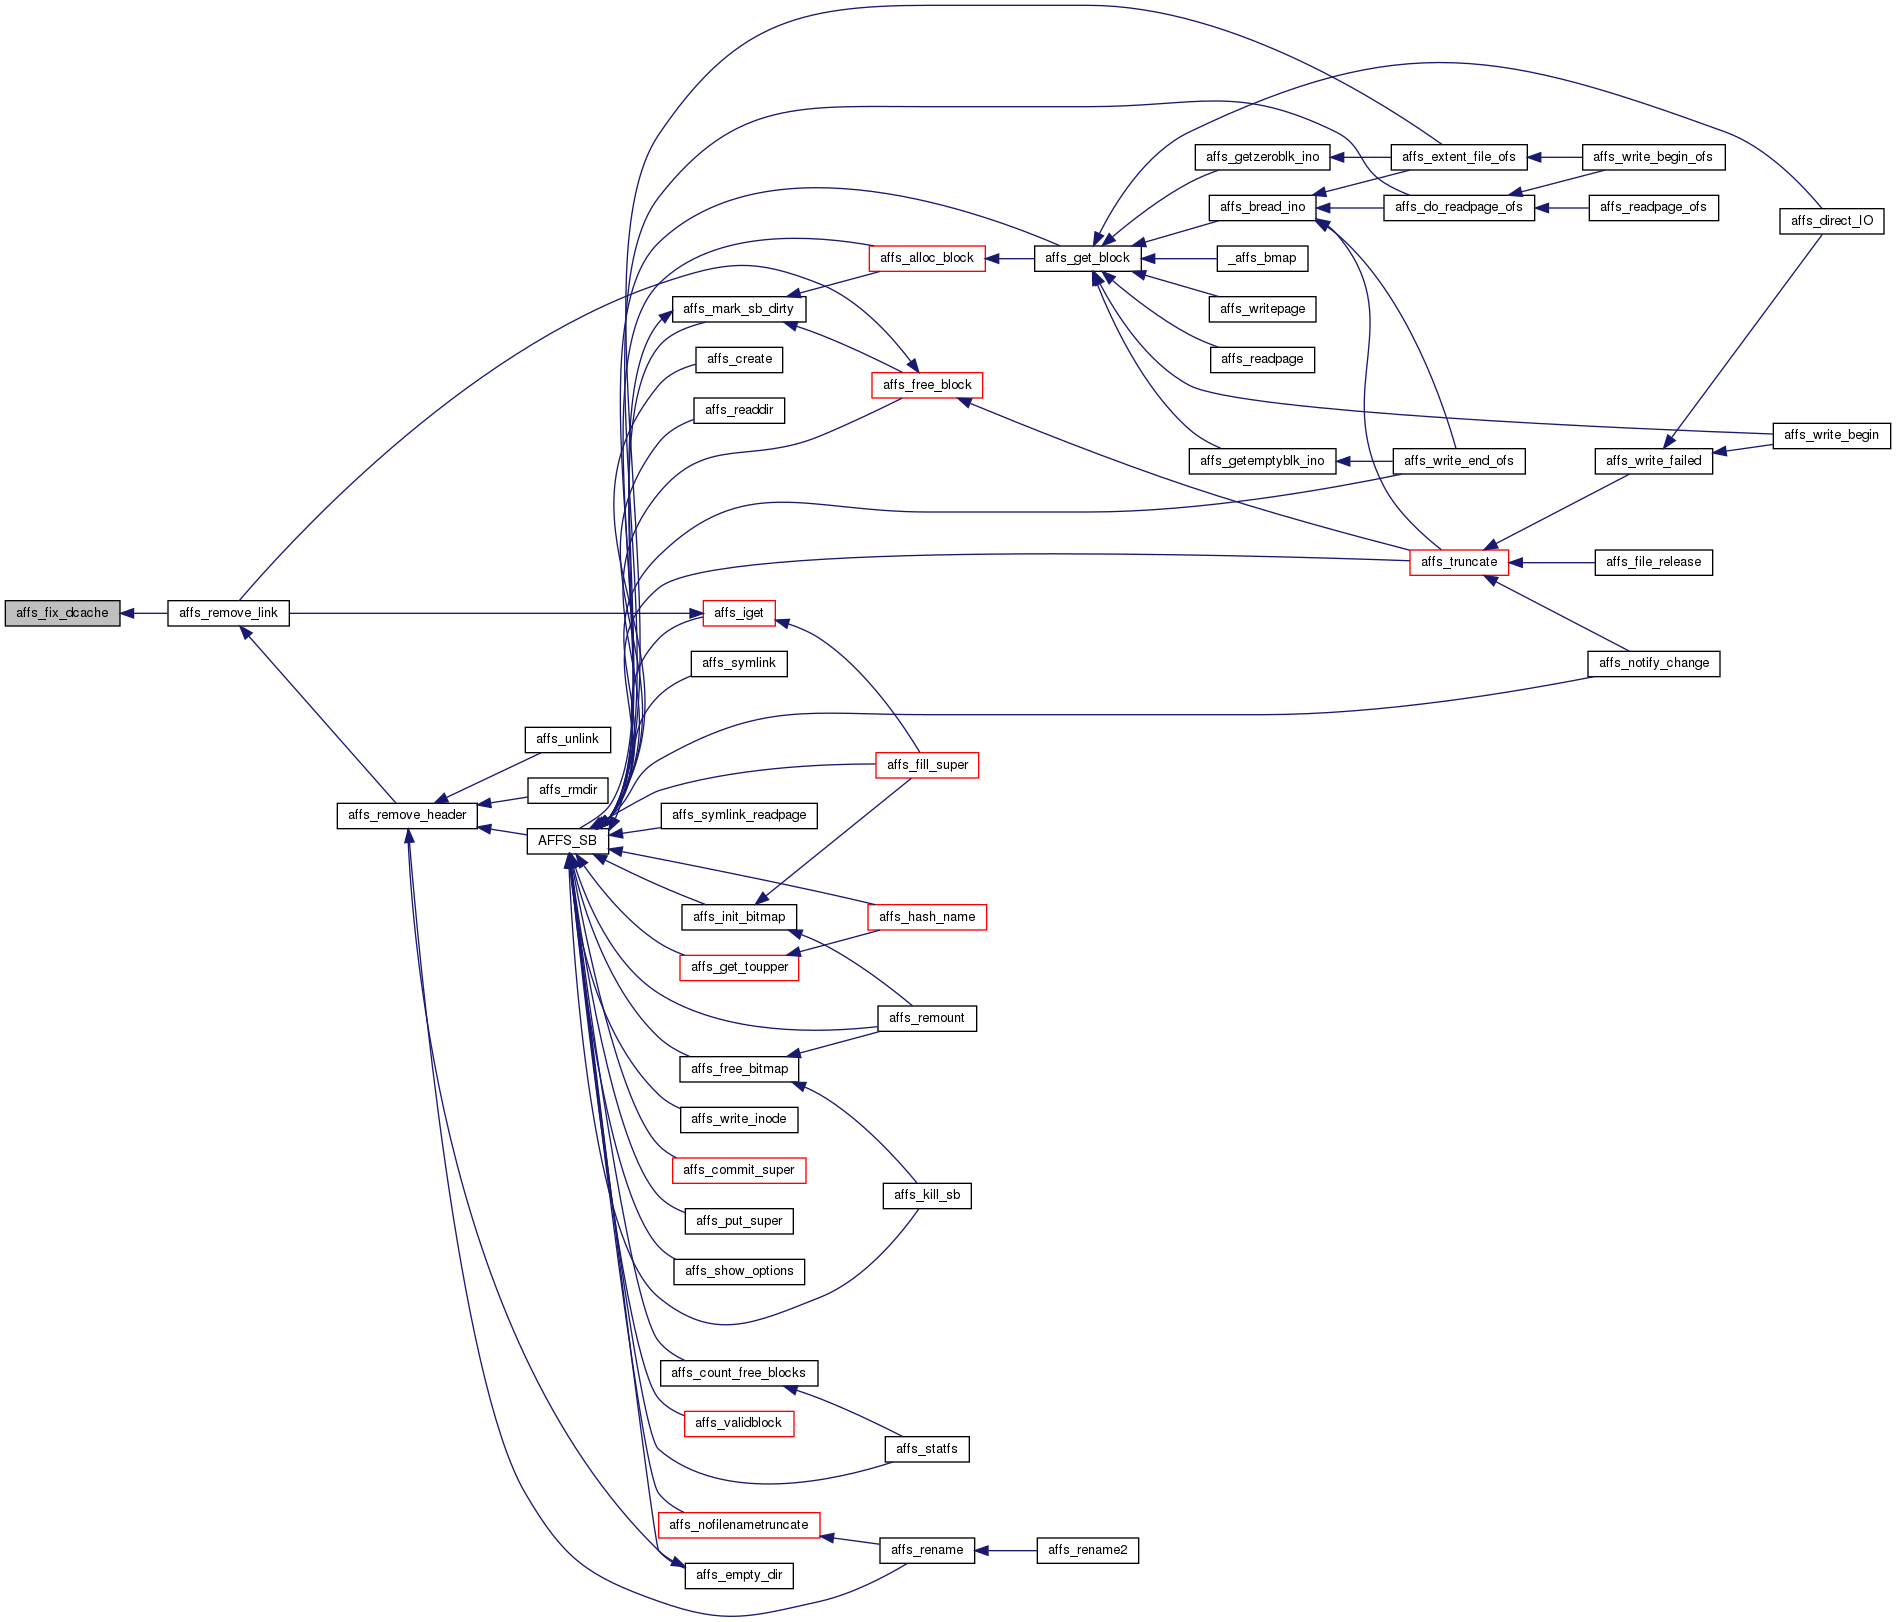 affs_getzeroblk_ino
affs_extent_file_ofs
affs_write_begin_ofs
affs_bread_ino
affs_do_readpage_ofs
affs_readpage_ofs
affs_direct_IO
affs_alloc_block
affs_get_block
_affs_bmap
affs_mark_sb_dirty
affs_writepage
affs_create
affs_readpage
affs_free_block
affs_readdir
affs_write_begin
affs_getemptyblk_ino
affs_write_end_ofs
affs_write_failed
affs_truncate
affs_file_release
affs_fix_dcache
affs_remove_link
affs_iget
affs_symlink
affs_notify_change
affs_unlink
affs_fill_super
affs_rmdir
affs_remove_header
affs_symlink_readpage
AFFS_SB
affs_init_bitmap
affs_hash_name
affs_get_toupper
affs_remount
affs_free_bitmap
affs_write_inode
affs_commit_super
affs_kill_sb
affs_put_super
affs_show_options
affs_count_free_blocks
affs_validblock
affs_statfs
affs_nofilenametruncate
affs_rename
affs_rename2
affs_empty_dir